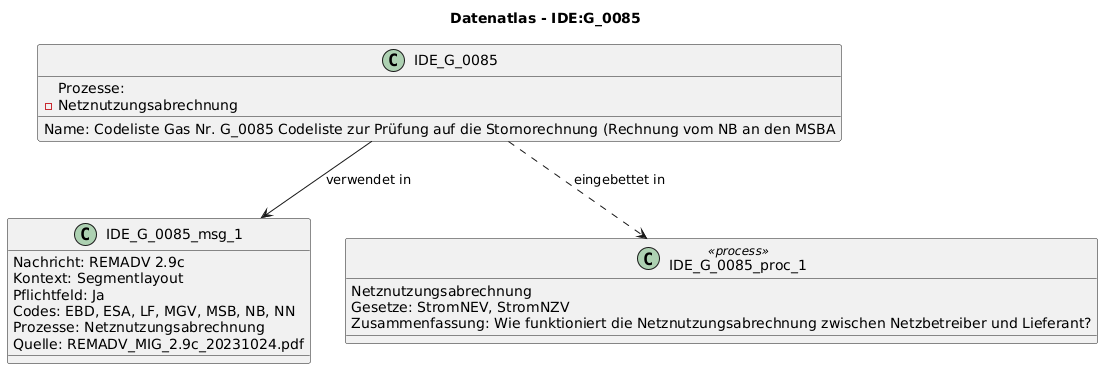 Datenatlas - IDE:G_0085
C IDE_G_0085
Prozesse:
Netznutzungsabrechnung
Name: Codeliste Gas Nr. G_0085 Codeliste zur Prüfung auf die Stornorechnung (Rechnung vom NB an den MSBA
verwendet in
eingebettet in
C IDE_G_0085_msg_1
Nachricht: REMADV 2.9c
Kontext: Segmentlayout
Pflichtfeld: Ja
Codes: EBD, ESA, LF, MGV, MSB, NB, NN
Prozesse: Netznutzungsabrechnung
Quelle: REMADV_MIG_2.9c_20231024.pdf
«process»
C IDE_G_0085_proc_1
Netznutzungsabrechnung
Gesetze: StromNEV, StromNZV
Zusammenfassung: Wie funktioniert die Netznutzungsabrechnung zwischen Netzbetreiber und Lieferant?